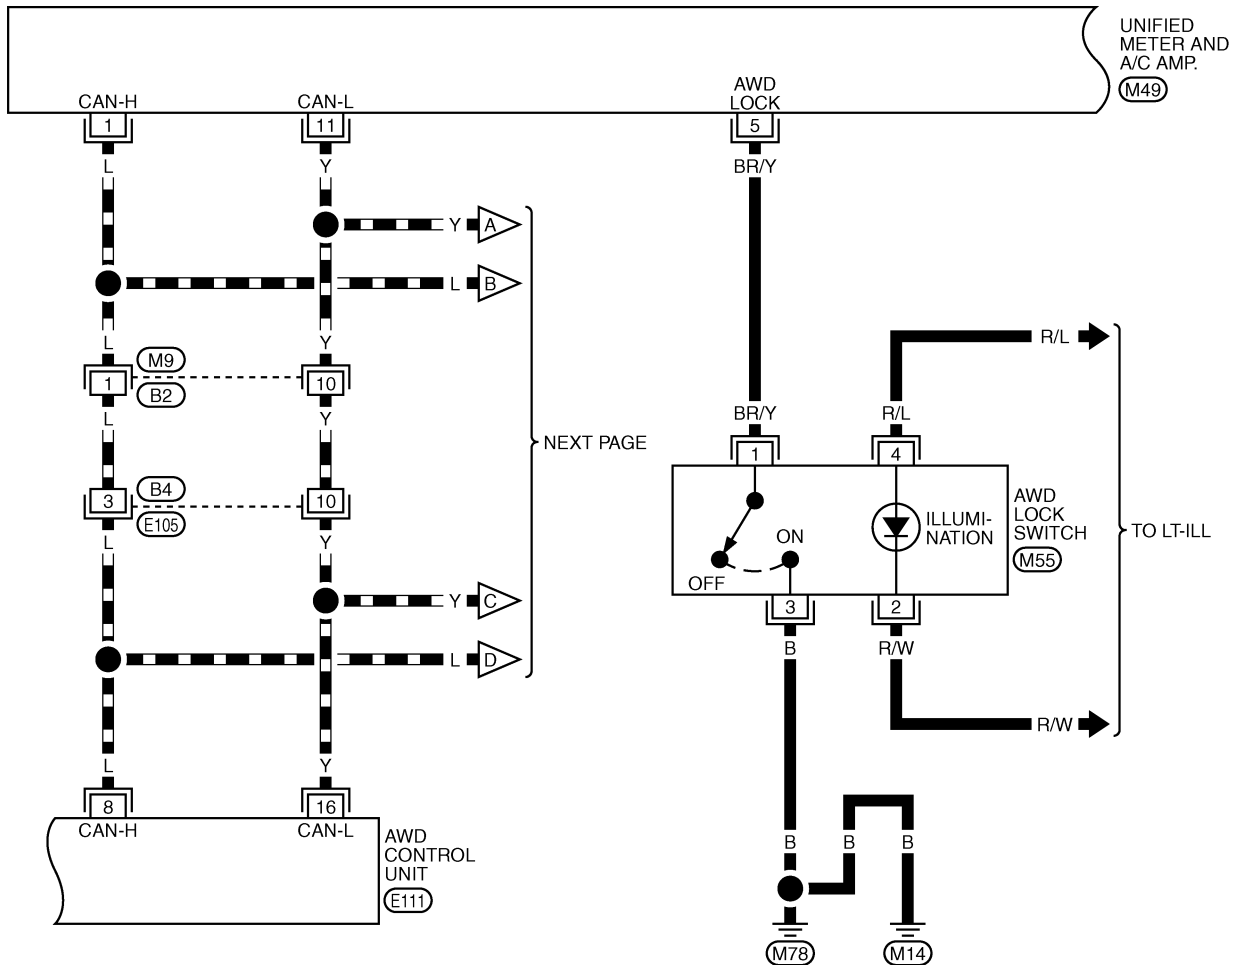 UNIFIED
METER AND
A/C AMP.
M49
CAN-H
CAN-L
AWD
LOCK
1
11
5
L
Y
BR/Y
Y
A
L
B
L
Y
M9
1
10
B2
L
Y
BR/Y
R/L
R/L
NEXT PAGE
1
4
B4
3
10
E105
L
Y
AWD
LOCK
SWITCH
M55
ILLUMI-
NATION
ON
OFF
TO LT-ILL
3
2
Y
C
L
D
B
R/W
R/W
L
Y
8
16
CAN-H
CAN-L
AWD
CONTROL
UNIT
E111
B
B
B
M78
M14